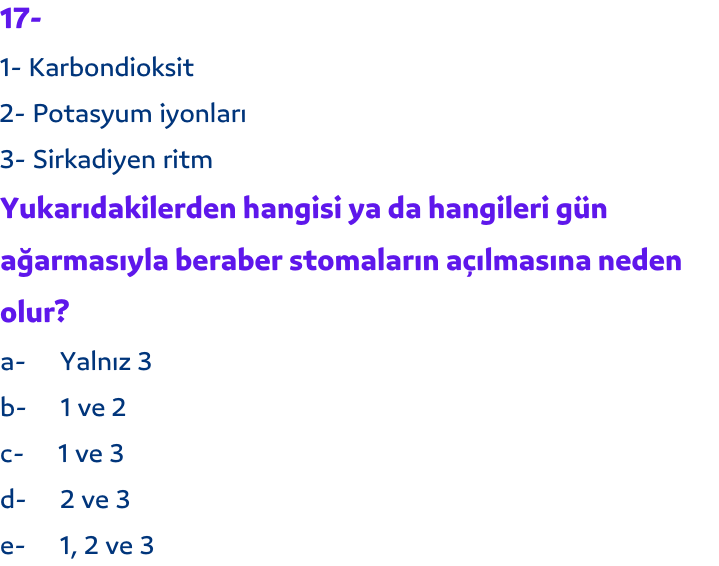 17-
1- Karbondioksit
2- Potasyum iyonları
3- Sirkadiyen ritm
Yukarıdakilerden hangisi ya da hangileri gün
ağarmasıyla beraber stomaların açılmasına neden
olur?
a- Yalnız 3
b- 1 ve 2
c- 1 ve 3
d- 2 ve 3
e- 1, 2 ve 3